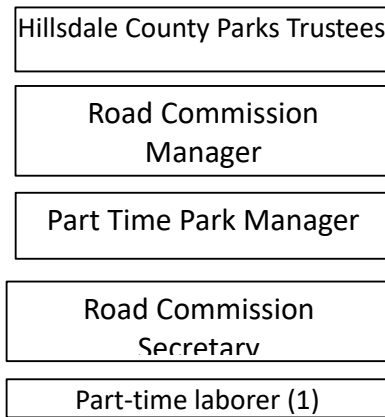 Hillsdale County Parks Trustees
Road Commission
Manager
Part Time Park Manager
Road Commission
Secretary
Part-time laborer (1)